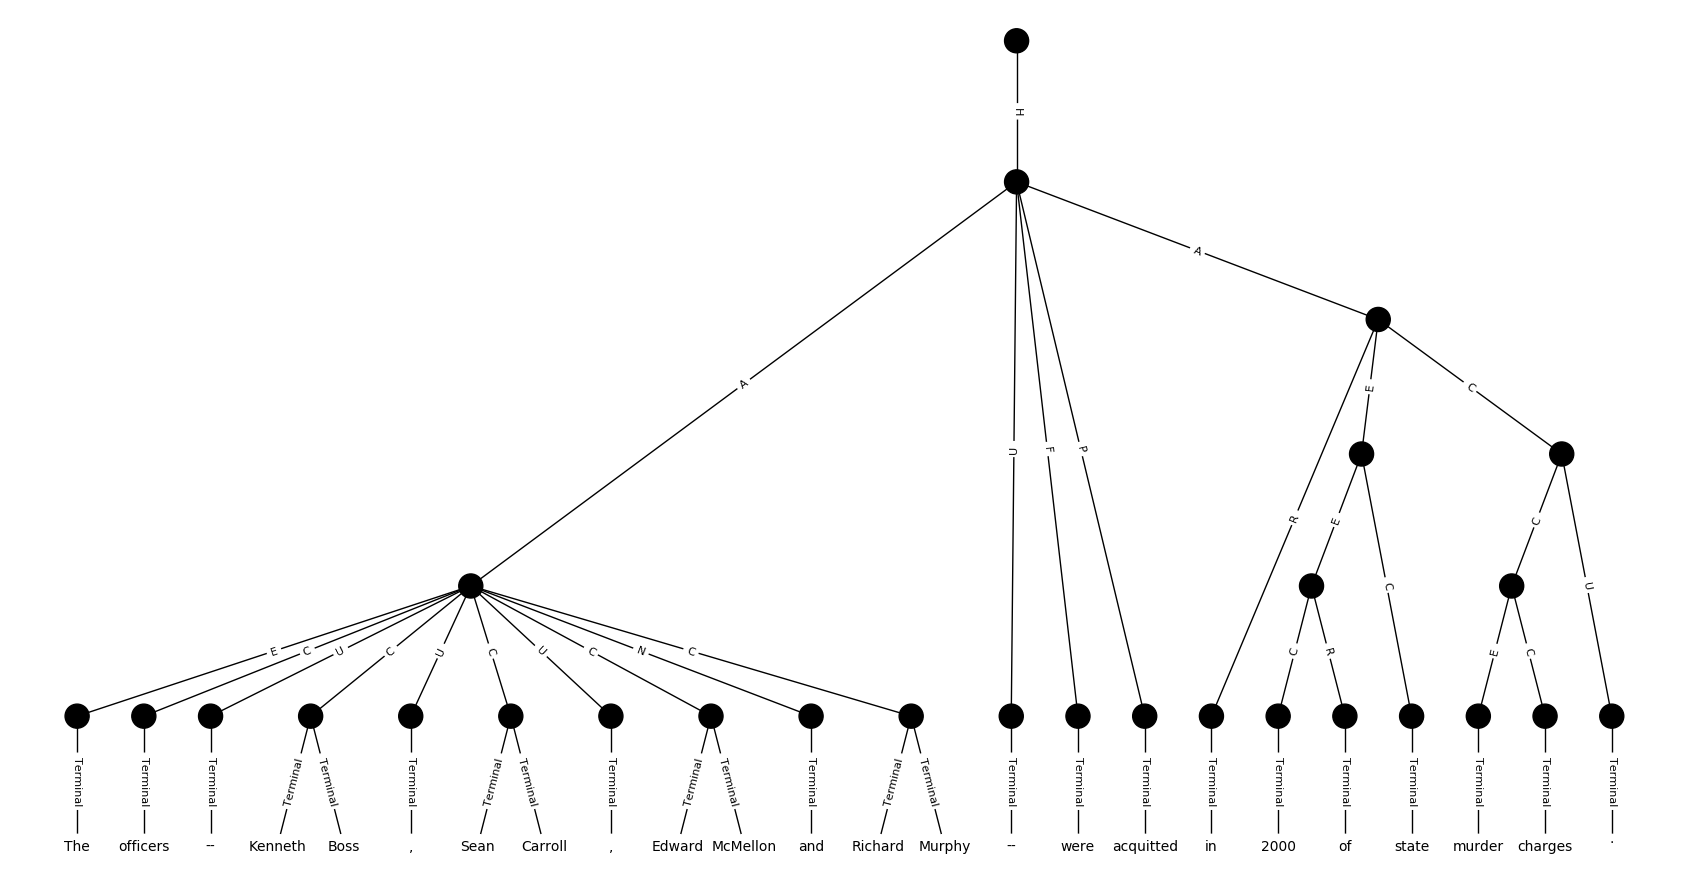 H
A
A
E
C
U
F
P
R
E
C
C
E
C
U
C
U
C
U
C
N
C
C
R
E
C
U
Terminal Terminal Terminal Terminal Terminal Terminal Terminal Terminal Terminal Terminal Terminal Terminal Terminal Terminal Terminal Terminal Terminal Terminal Terminal Terminal Terminal Terminal Terminal Terminal
The officers -- Kenneth Boss , Sean Carroll , Edward McMellon and Richard Murphy -- were acquitted in 2000 of state murder charges .